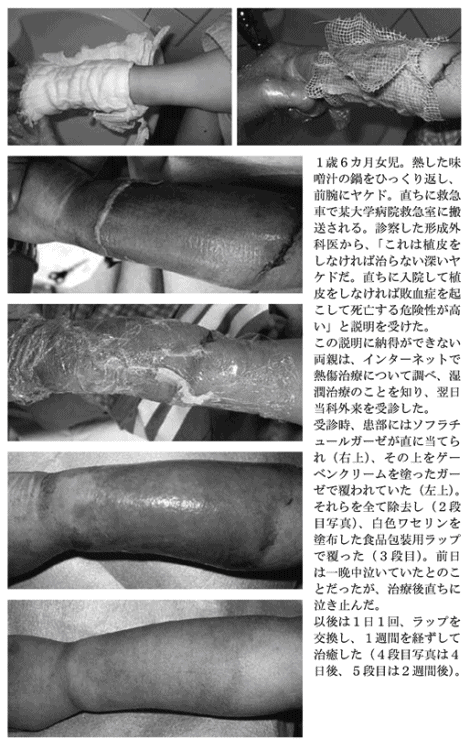 １歳６カ月女児。熱した味
噌汁の鍋をひっくり返し、
前腕にヤケド。直ちに救急
車で某大学病院救急室に搬
送される。診察した形成外
科医から、「これは植皮を
しなければ治らない深いヤ
ケドだ。直ちに入院して植
皮をしなければ敗血症を起
こして死亡する危険性が高
い」と説明を受けた。
この説明に納得ができない
両親は、インターネットで
熱傷治療について調べ、湿
潤治療のことを知り、翌日
当科外来を受診した。
受診時、患部にはソフラチ
ュールガーゼが直に当てら
れ（右上）、その上をゲー
ベンクリームを塗ったガー
ゼで覆われていた（左上）。
それらを全て除去し（２段
目写真）、白色ワセリンを
塗布した食品包装用ラップ
で覆った（３段目）。前日
は一晩中泣いていたとのこ
とだったが、治療後直ちに
泣き止んだ。
以後は１日１回、ラップを
交換し、１週間を経ずして
治癒した（４段目写真は４
日後、５段目は２週間後）。